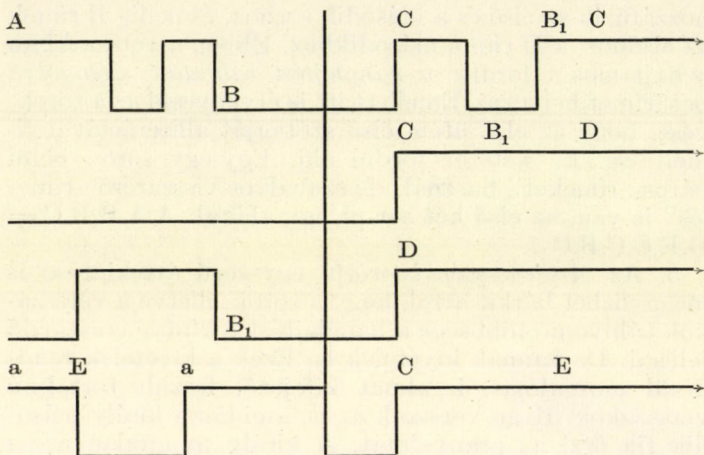 A C B₁ C
B
C B₁ D
D
B₁
a E a C E